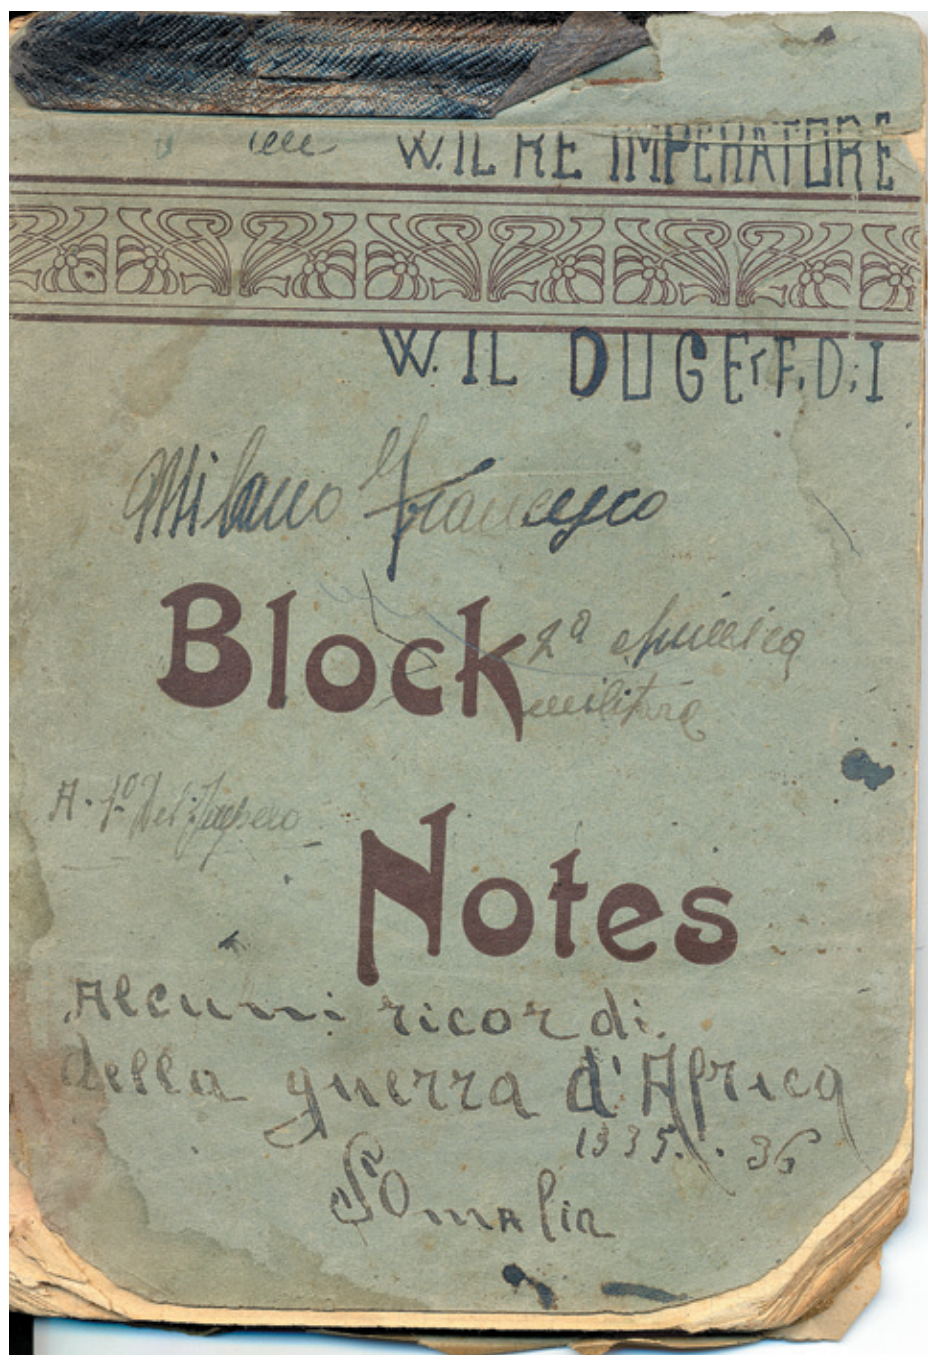 W. IL RE IMPERATORE
W. IL DUCE
Milano Francesco
Block
2ª chimica
militare
Notes
Alcuni ricordi
della guerra d'Africa
1935. . 36
Somalia